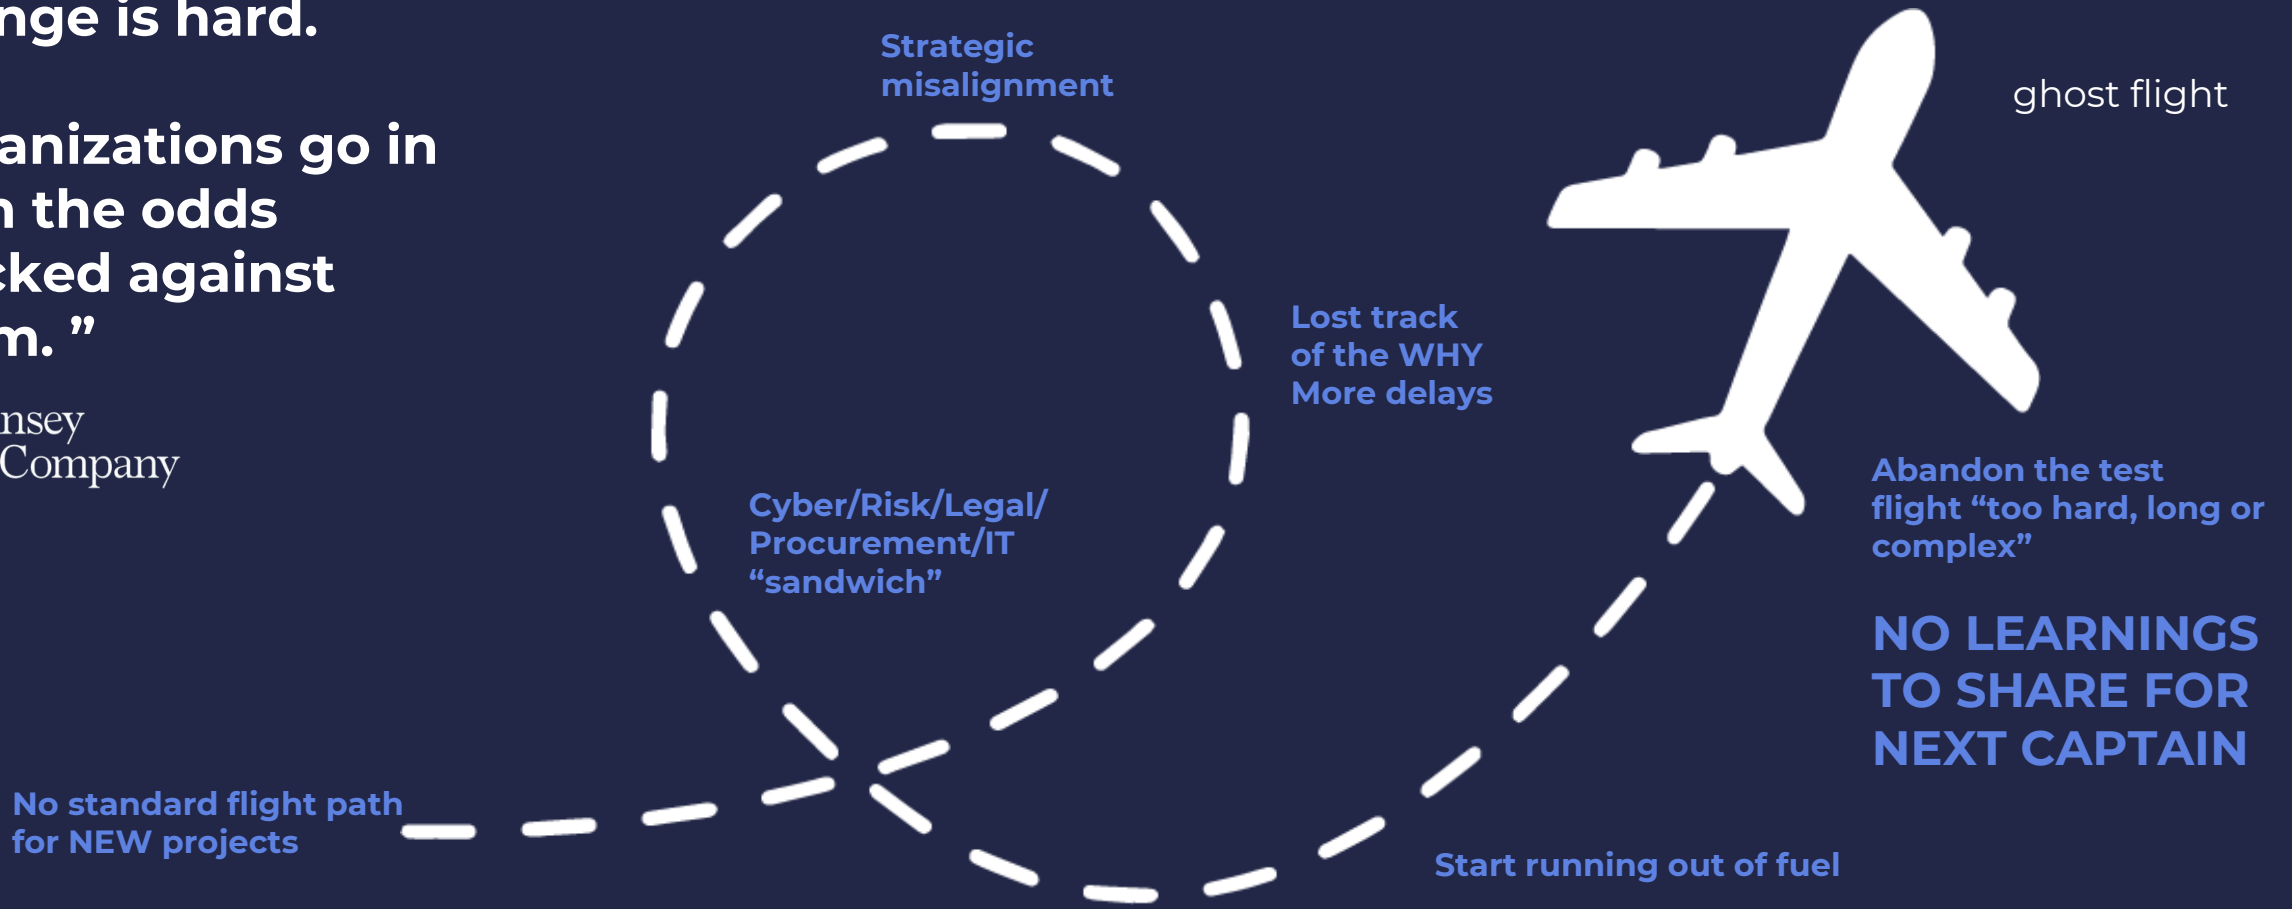 nge is hard.
anizations go in
n the odds
cked against
m. ”
nsey
Company
Strategic
misalignment
ghost flight
Lost track
of the WHY
More delays
Cyber/Risk/Legal/
Procurement/IT
“sandwich”
Abandon the test
flight “too hard, long or
complex”
NO LEARNINGS
TO SHARE FOR
NEXT CAPTAIN
No standard flight path
for NEW projects
Start running out of fuel